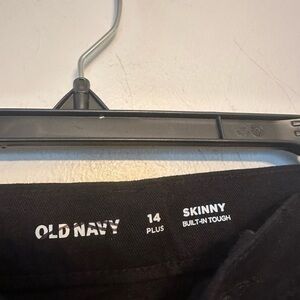 OLD NAVY
14
PLUS
SKINNY
BUILT-IN TOUGH